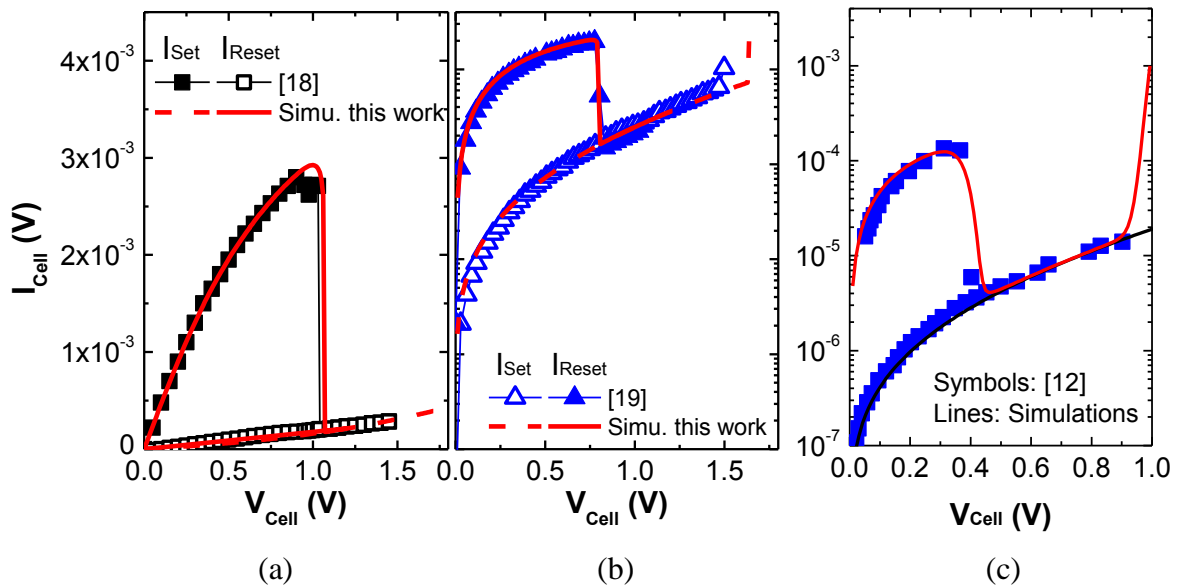 I_Cell (V)
4x10⁻³
3x10⁻³
2x10⁻³
1x10⁻³
0
I_Set I_Reset
[18]
Simu. this work
0.0 0.5 1.0 1.5
V_Cell (V)
(a)
I_Set I_Reset
[19]
Simu. this work
0.0 0.5 1.0 1.5
V_Cell (V)
(b)
10⁻³
10⁻⁴
10⁻⁵
10⁻⁶
10⁻⁷
Symbols: [12]
Lines: Simulations
0.0 0.2 0.4 0.6 0.8 1.0
V_Cell (V)
(c)